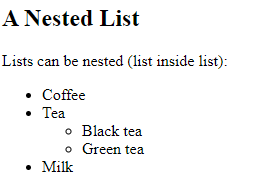 A Nested List
Lists can be nested (list inside list):
• Coffee
• Tea
◦ Black tea
◦ Green tea
• Milk